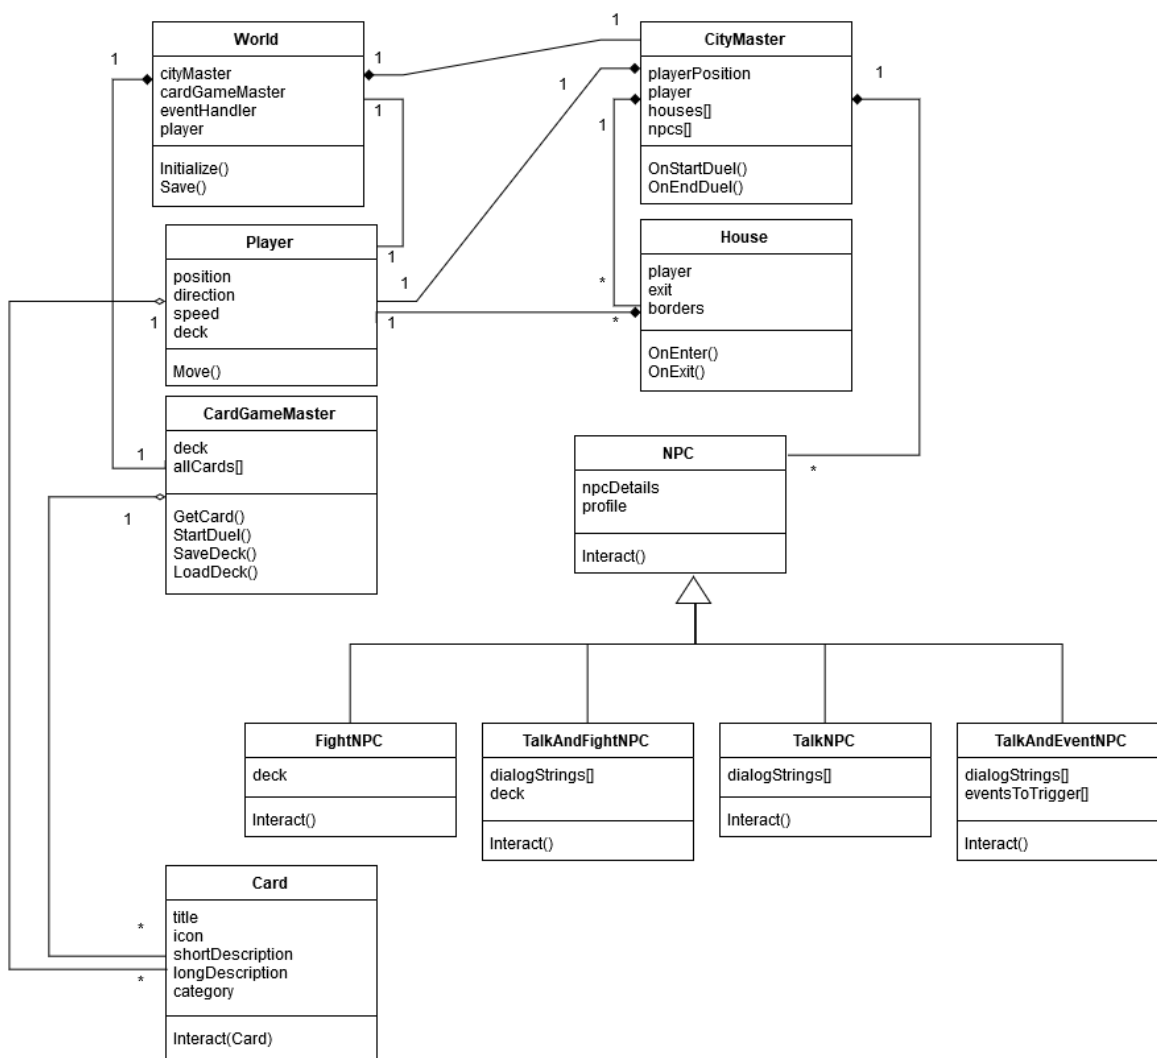 World
cityMaster
cardGameMaster
eventHandler
player
Initialize()
Save()
1
1
1
1
CityMaster
playerPosition
player
houses[]
npcs[]
OnStartDuel()
OnEndDuel()
1
1
1
Player
position
direction
speed
deck
Move()
1
1
1
1
House
player
exit
borders
OnEnter()
OnExit()
*
*
CardGameMaster
deck
allCards[]
GetCard()
StartDuel()
SaveDeck()
LoadDeck()
1
1
NPC
npcDetails
profile
Interact()
*
FightNPC
deck
Interact()
TalkAndFightNPC
dialogStrings[]
deck
Interact()
TalkNPC
dialogStrings[]
Interact()
TalkAndEventNPC
dialogStrings[]
eventsToTrigger[]
Interact()
Card
title
icon
shortDescription
longDescription
category
Interact(Card)
*
*